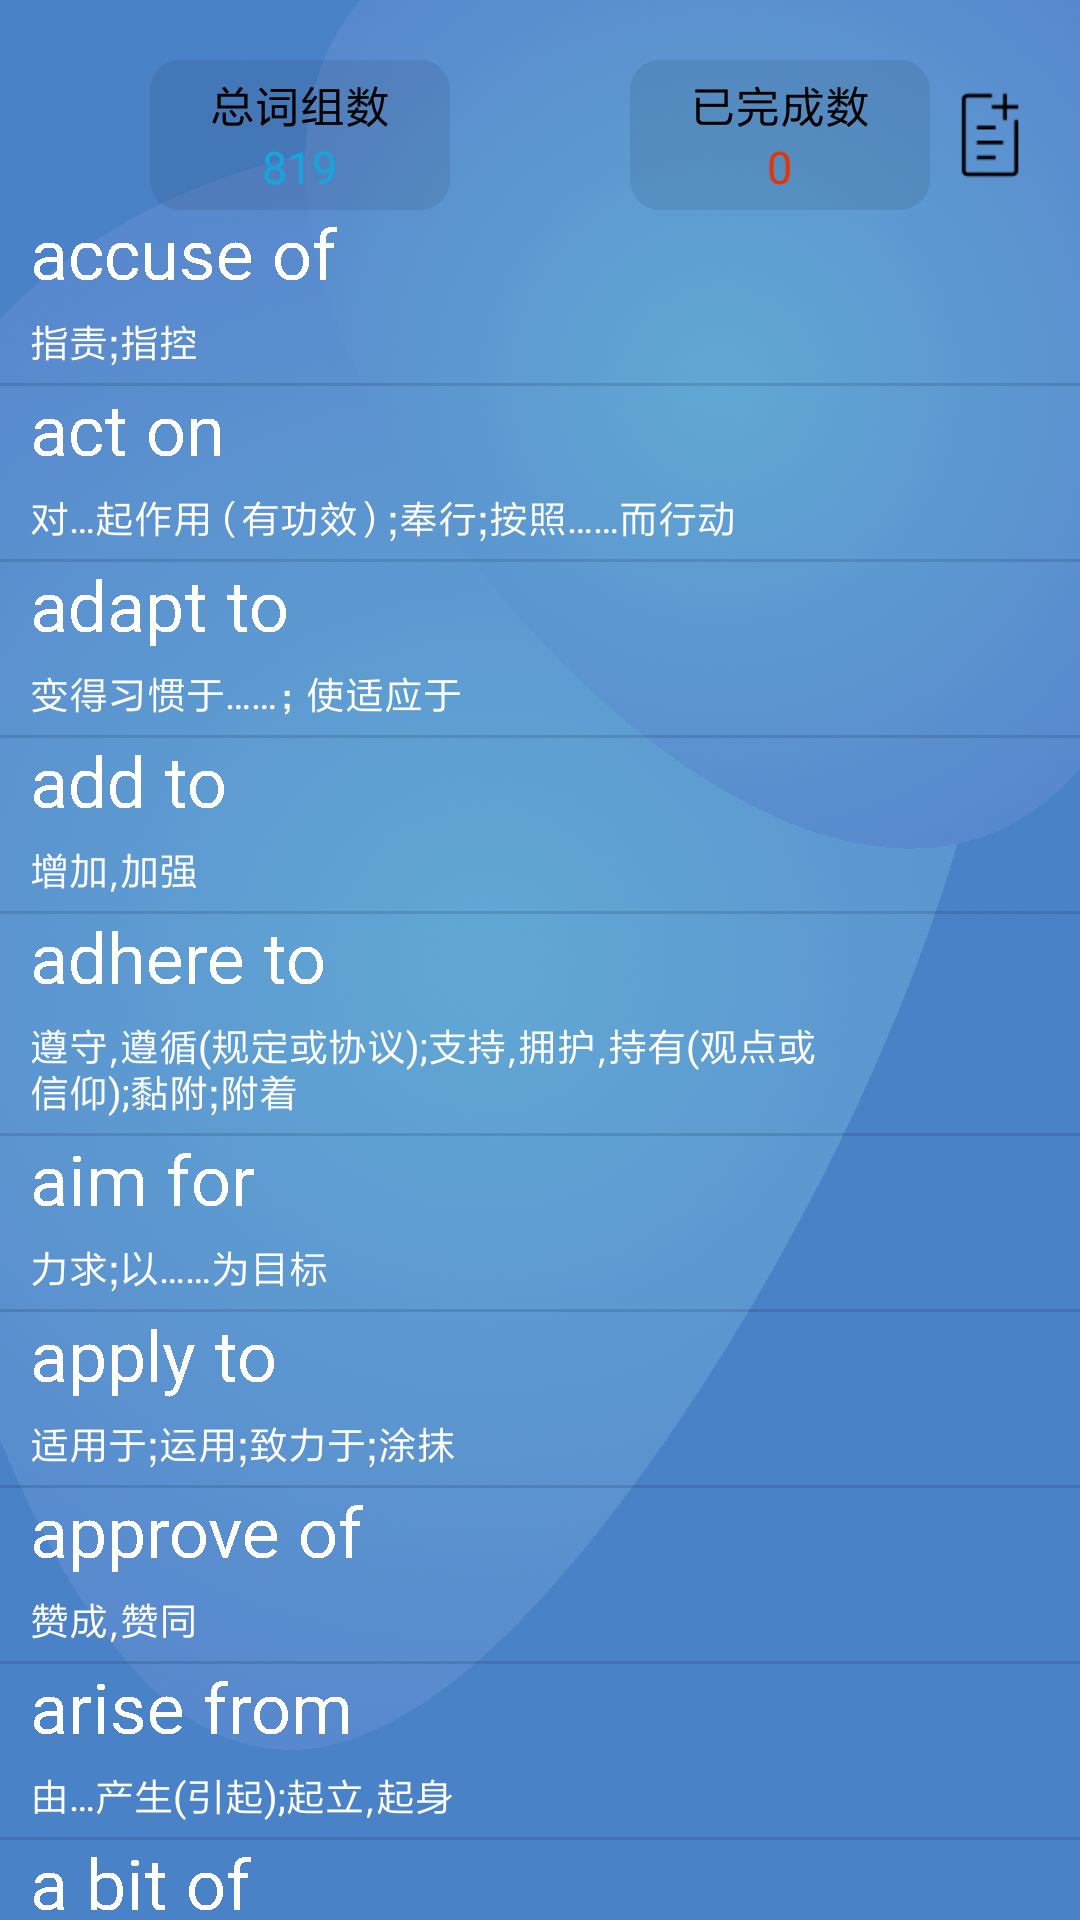 总词组数
819
已完成数
0
accuse of
指责;指控
act on
对...起作用(有功效);奉行;按照......而行动
adapt to
变得习惯于......; 使适应于
add to
增加,加强
adhere to
遵守,遵循(规定或协议);支持,拥护,持有(观点或
信仰);黏附;附着
aim for
力求;以......为目标
apply to
适用于;运用;致力于;涂抹
approve of
赞成,赞同
arise from
由...产生(引起);起立,起身
a bit of